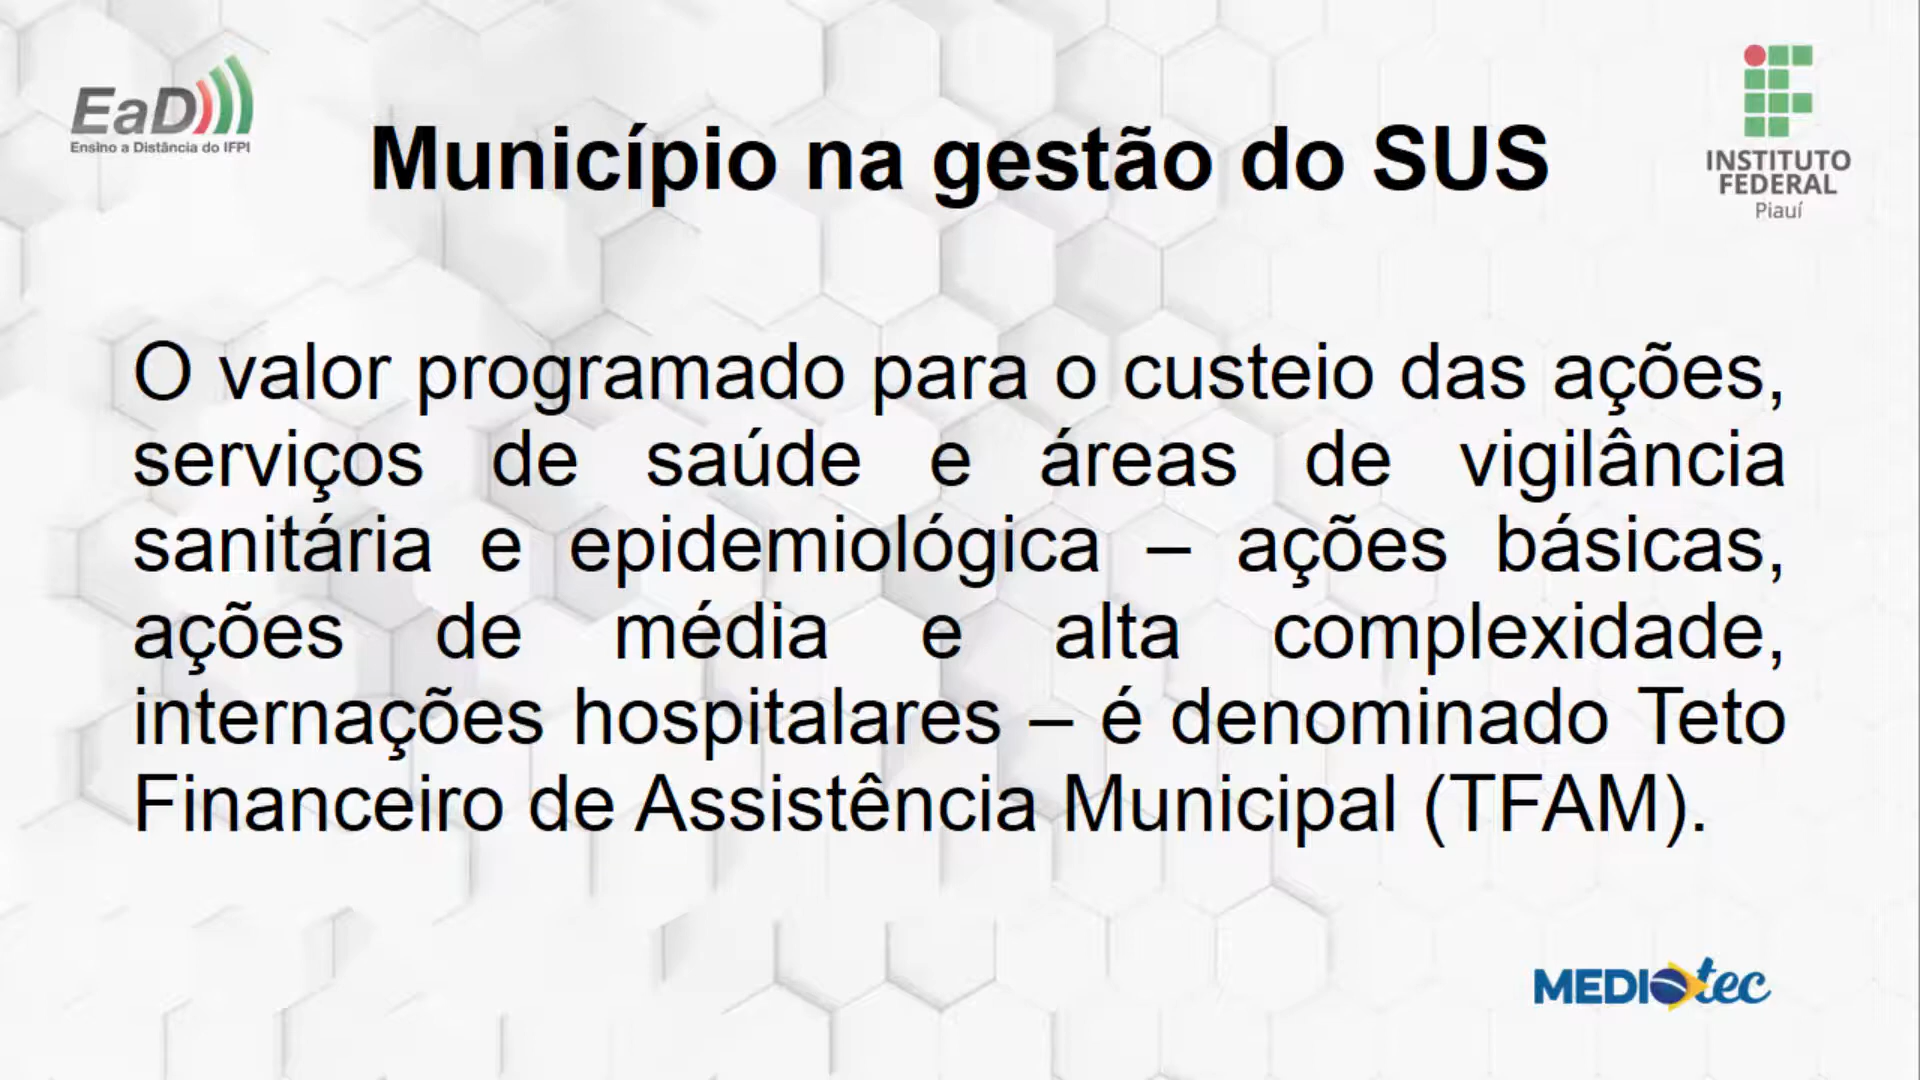 EaD
Ensino a Distância do IFPI
Município na gestão do SUS
INSTITUTO
FEDERAL
Piauí
O valor programado para o custeio das ações,
serviços de saúde e áreas de vigilância
sanitária e epidemiológica – ações básicas,
ações de média e alta complexidade,
internações hospitalares – é denominado Teto
Financeiro de Assistência Municipal (TFAM).
MEDIOtec